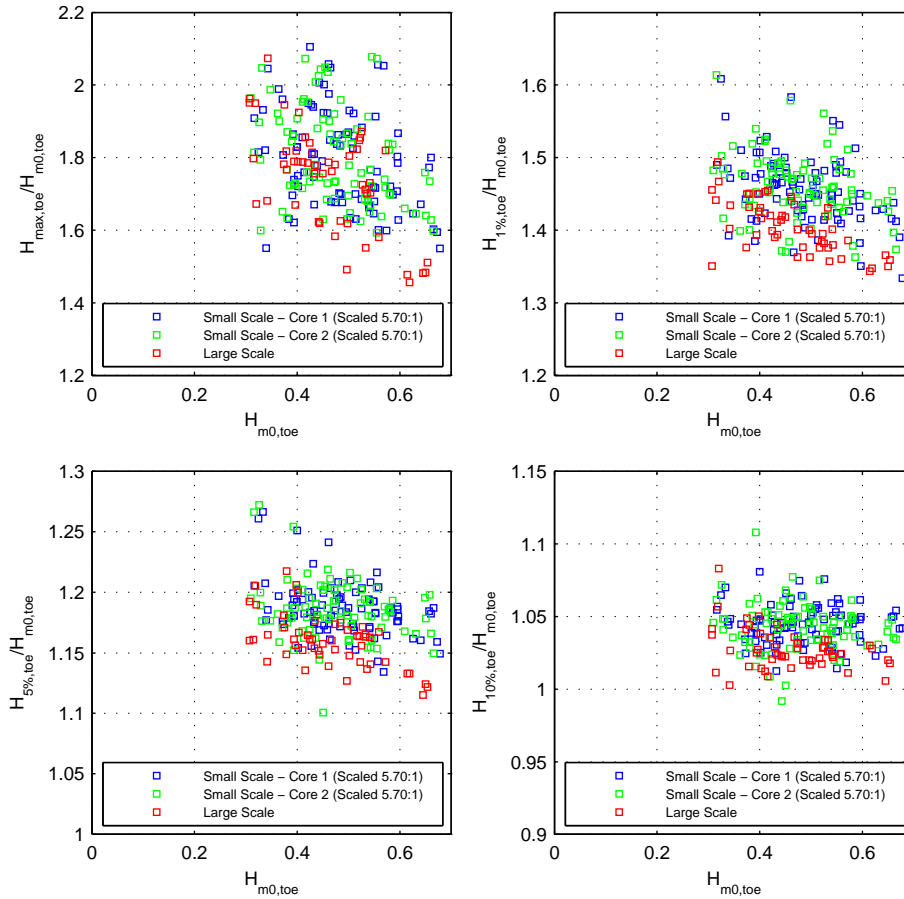 2.2
2
1.8
1.6
1.4
1.2
0
0.2
0.4
0.6
H_max,toe/H_m0,toe
H_m0,toe
Small Scale − Core 1 (Scaled 5.70:1)
Small Scale − Core 2 (Scaled 5.70:1)
Large Scale
1.6
1.5
1.4
1.3
1.2
0
0.2
0.4
0.6
H_1%,toe/H_m0,toe
H_m0,toe
Small Scale − Core 1 (Scaled 5.70:1)
Small Scale − Core 2 (Scaled 5.70:1)
Large Scale
1.3
1.25
1.2
1.15
1.1
1.05
1
0
0.2
0.4
0.6
H_5%,toe/H_m0,toe
H_m0,toe
Small Scale − Core 1 (Scaled 5.70:1)
Small Scale − Core 2 (Scaled 5.70:1)
Large Scale
1.15
1.1
1.05
1
0.95
0.9
0
0.2
0.4
0.6
H_10%,toe/H_m0,toe
H_m0,toe
Small Scale − Core 1 (Scaled 5.70:1)
Small Scale − Core 2 (Scaled 5.70:1)
Large Scale